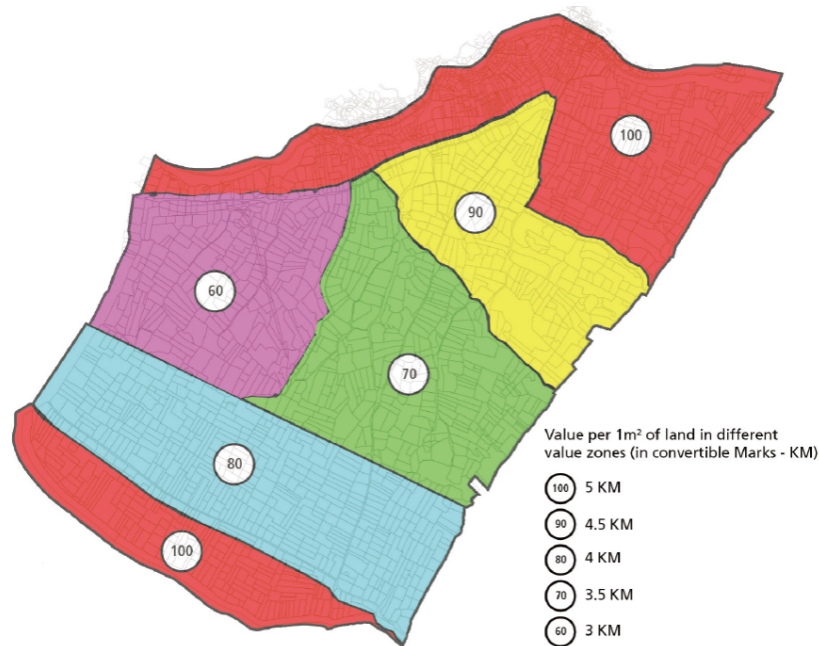 100
90
60
70
80
100
Value per 1m² of land in different
value zones (in convertible Marks - KM)
100 5 KM
90 4.5 KM
80 4 KM
70 3.5 KM
60 3 KM